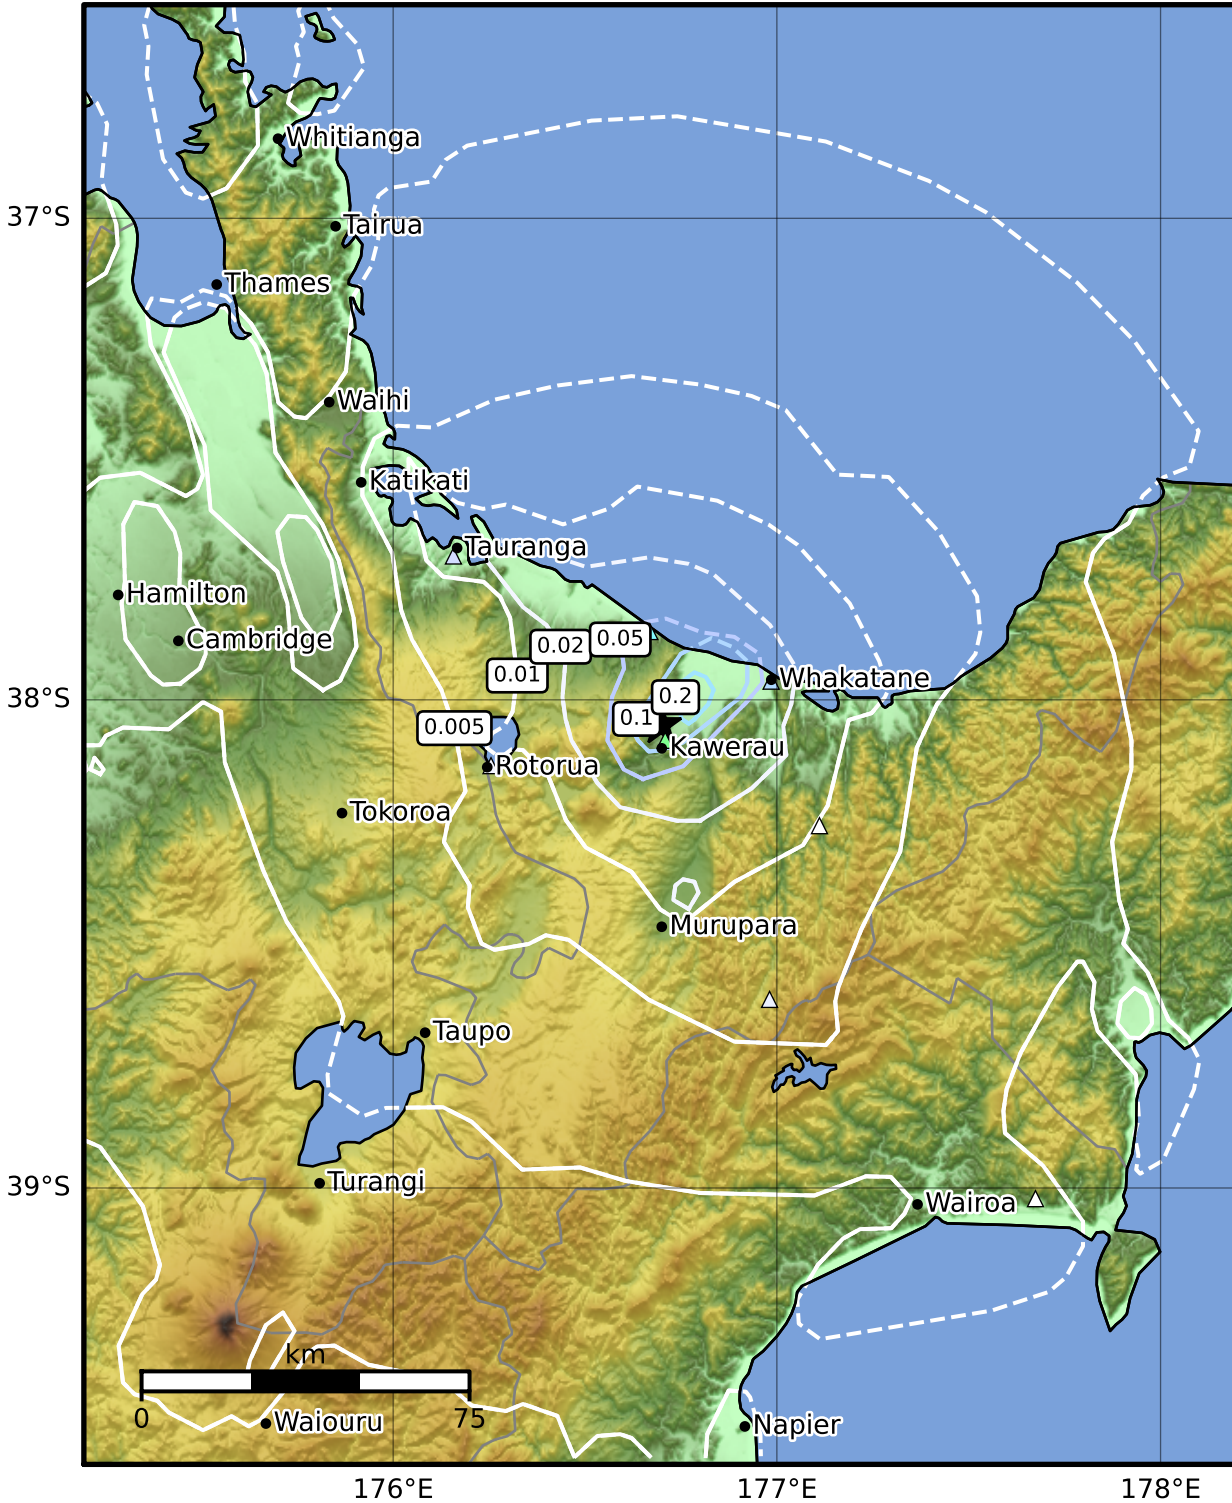 Whitianga
37°S
Tairua
Thames
Waihi
Katikati
Tauranga
Hamilton
Cambridge
0.05
0.02
0.01
Whakatane
0.2
0.1
0.005
Kawerau
Rotorua
Tokoroa
Murupara
Taupo
38°S
39°S
Turangi
Wairoa
km
0
75
Waiouru
Napier
176°E
177°E
178°E